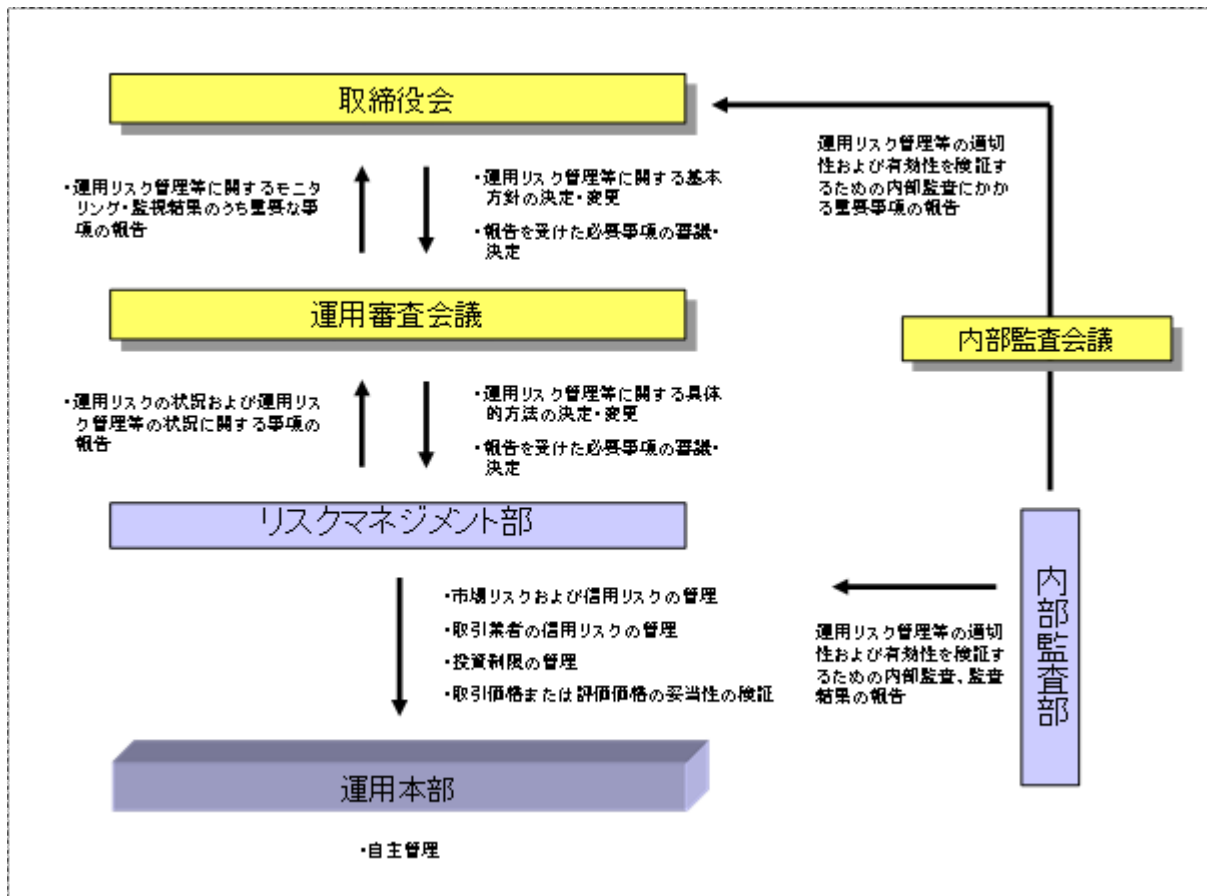 取締役会
・運用リスク管理等に関するモニ
タリング・監視結果のうち重要な事
項の報告
・運用リスク管理等に関する基本
方針の決定・変更
・報告を受けた必要事項の審議・
決定
運用リスク管理等の適切
性および有効性を検証す
るための内部監査にかか
る重要事項の報告
運用審査会議
内部監査会議
・運用リスクの状況および運用リス
ク管理等の状況に関する事項の
報告
・運用リスク管理等に関する具体
的方法の決定・変更
・報告を受けた必要事項の審議・
決定
リスクマネジメント部
内部監査部
・市場リスクおよび信用リスクの管理
・取引業者の信用リスクの管理
・投資制限の管理
・取引価格または評価価格の妥当性の検証
運用リスク管理等の適切
性および有効性を検証す
るための内部監査、監査
結果の報告
運用本部
・自主管理